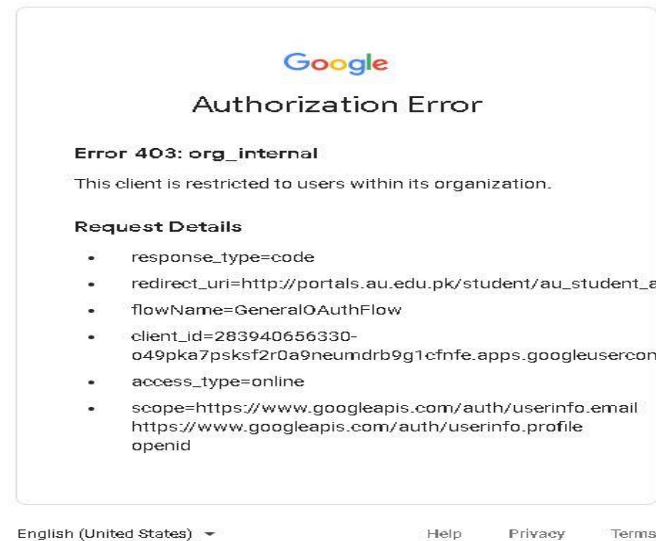 Google
Authorization Error
Error 403: org_internal
This client is restricted to users within its organization.
Request Details
• response_type=code
• redirect_uri=http://portals.au.edu.pk/student/au_student_a
• flowName=GeneralOAuthFlow
• client_id=283940656330-
o49pka7psksf2r0a9neumdrb9g1cfnfe.apps.googleusercon
• access_type=online
• scope=https://www.googleapis.com/auth/userinfo.email
https://www.googleapis.com/auth/userinfo.profile
openid
English (United States) Help Privacy Terms